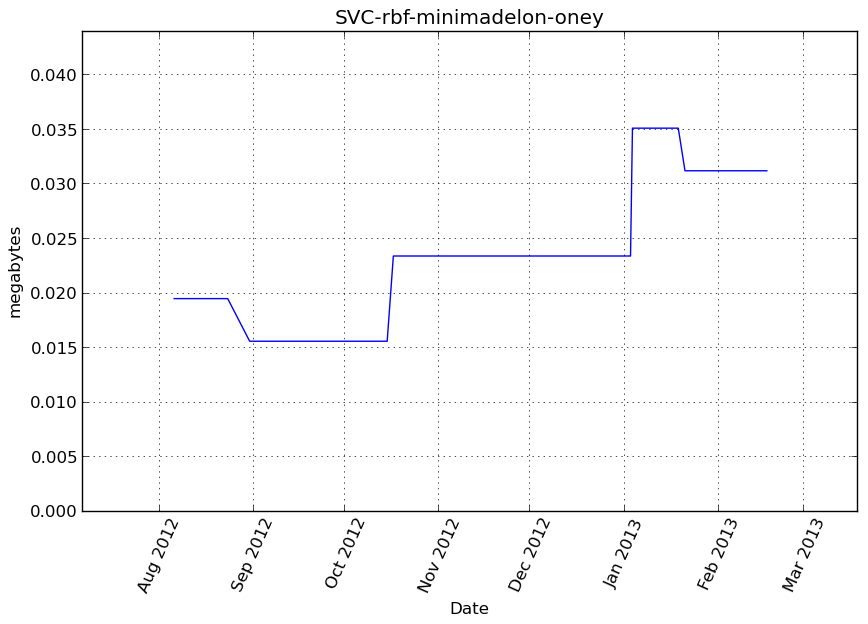 SVC-rbf-minimadelon-oney
megabytes
0.040
0.035
0.030
0.025
0.020
0.015
0.010
0.005
0.000
Aug 2012
Sep 2012
Oct 2012
Nov 2012
Dec 2012
Jan 2013
Feb 2013
Mar 2013
Date